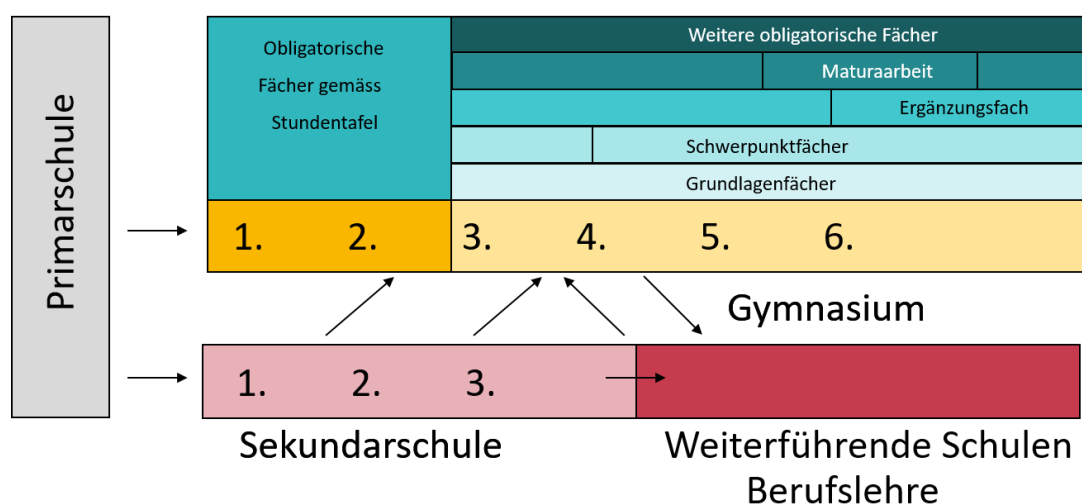 Primarschule
Obligatorische
Fächer gemäss
Stundentafel
Weitere obligatorische Fächer
Maturaarbeit
Ergänzungsfach
Schwerpunktfächer
Grundlagenfächer
1. 2. 3. 4. 5. 6.
Gymnasium
1. 2. 3.
Sekundarschule
Weiterführende Schulen
Berufslehre